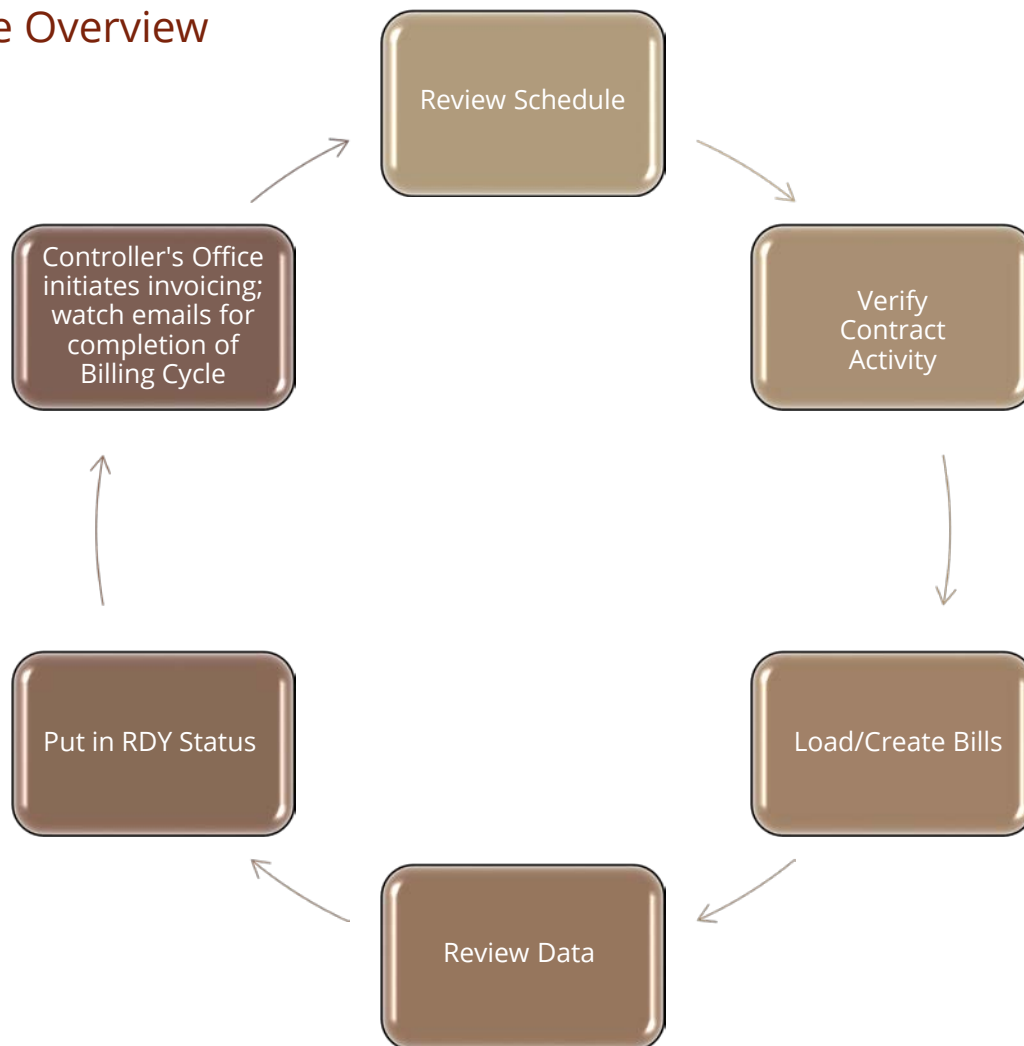 e Overview
Review Schedule
Verify
Contract
Activity
Load/Create Bills
Review Data
Put in RDY Status
Controller's Office
initiates invoicing;
watch emails for
completion of
Billing Cycle